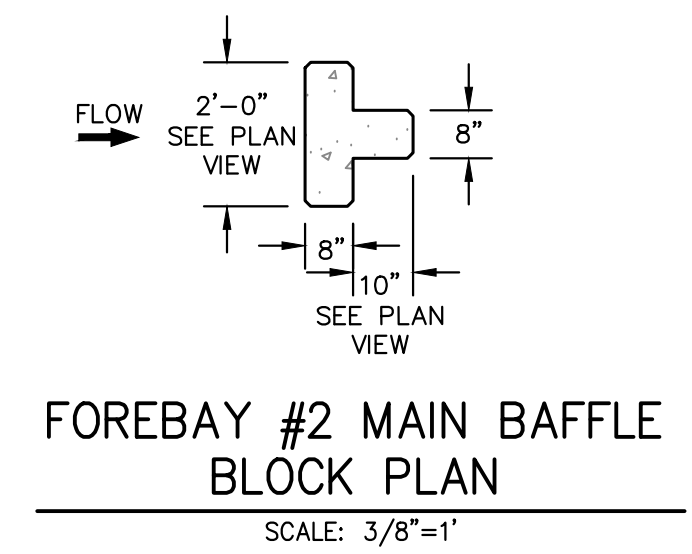 FLOW
2'-0"
SEE PLAN
VIEW
8"
8"
10"
SEE PLAN
VIEW
FOREBAY #2 MAIN BAFFLE
BLOCK PLAN
SCALE: 3/8"=1'